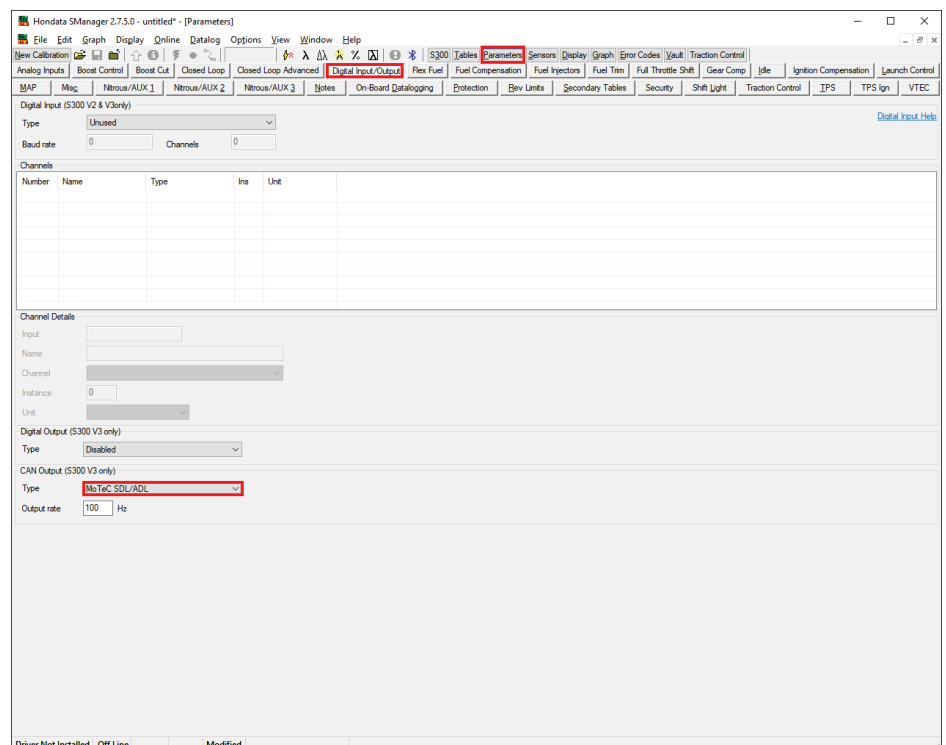 Hondata SManager 2.7.5.0 - untitled* - [Parameters]
File Edit Graph Display Online Datalog Options View Window Help
New Calibration S300 Tables Parameters Sensors Display Graph Error Codes Vault Traction Control
Analog Inputs Boost Control Boost Cut Closed Loop Closed Loop Advanced Digital Input/Output Flex Fuel Fuel Compensation Fuel Injectors Fuel Trim Full Throttle Shift Gear Comp Idle Ignition Compensation Launch Control
MAP Misc Nitrous/AUX 1 Nitrous/AUX 2 Nitrous/AUX 3 Notes On-Board Datalogging Protection Rev Limits Secondary Tables Security Shift Light Traction Control TPS TPS Ign VTEC
Digital Input (S300 V2 & V3only)
Type Unused Digital Input Help
Baud rate 0 Channels 0
Channels
Number Name Type Ins Unit
Channel Details
Input
Name
Channel
Instance 0
Unit
Digital Output (S300 V3 only)
Type Disabled
CAN Output (S300 V3 only)
Type MoTeC SDL/ADL
Output rate 100 Hz
Driver Not Installed Off Line Modified